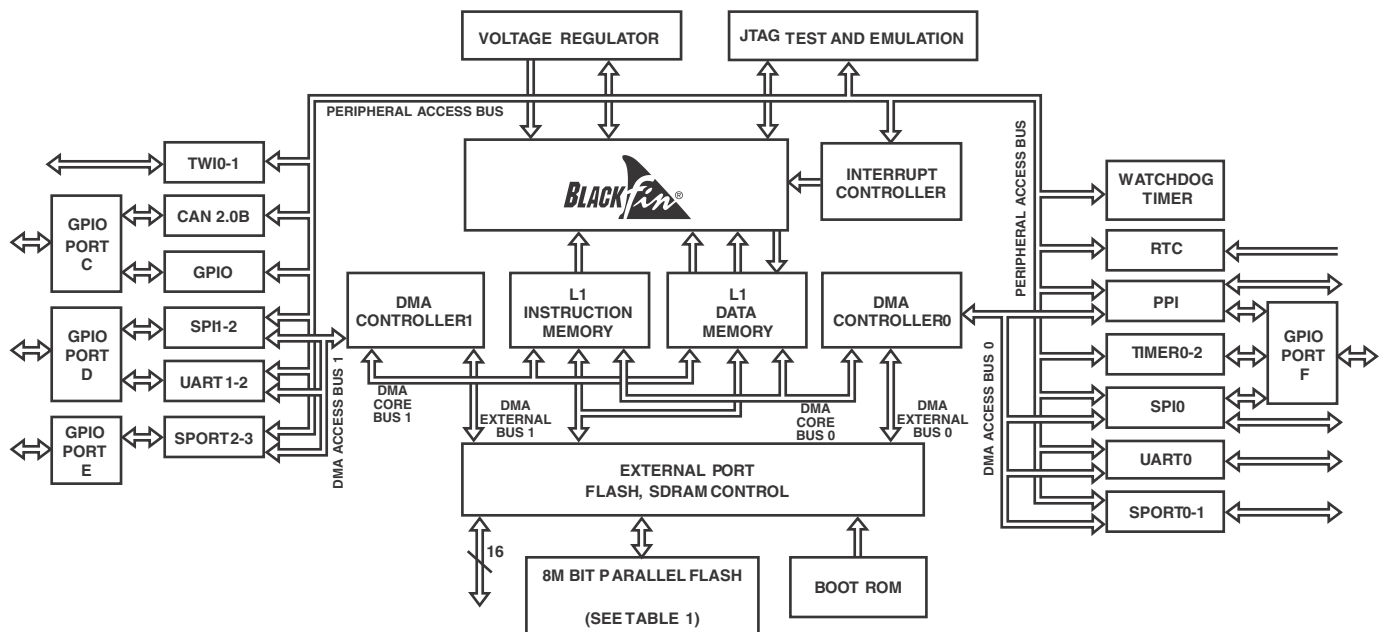 VOLTAGE REGULATOR
JTAG TEST AND EMULATION
PERIPHERAL ACCESS BUS
TWI0-1
CAN 2.0B
GPIO
GPIO
PORT
C
SPI1-2
UART 1-2
GPIO
PORT
D
SPORT2-3
GPIO
PORT
E
BLACKfin®
INTERRUPT
CONTROLLER
DMA
CONTROLLER1
L1
INSTRUCTION
MEMORY
L1
DATA
MEMORY
DMA
CONTROLLER0
DMA ACCESS BUS 1
DMA
CORE
BUS 1
DMA
EXTERNAL
BUS 1
DMA
CORE
BUS 0
DMA
EXTERNAL
BUS 0
EXTERNAL PORT
FLASH, SDRAM CONTROL
16
8M BIT PARALLEL FLASH
(SEE TABLE 1)
BOOT ROM
PERIPHERAL ACCESS BUS
DMA ACCESS BUS 0
WATCHDOG
TIMER
RTC
PPI
TIMER0-2
SPI0
UART0
SPORT0-1
GPIO
PORT
F